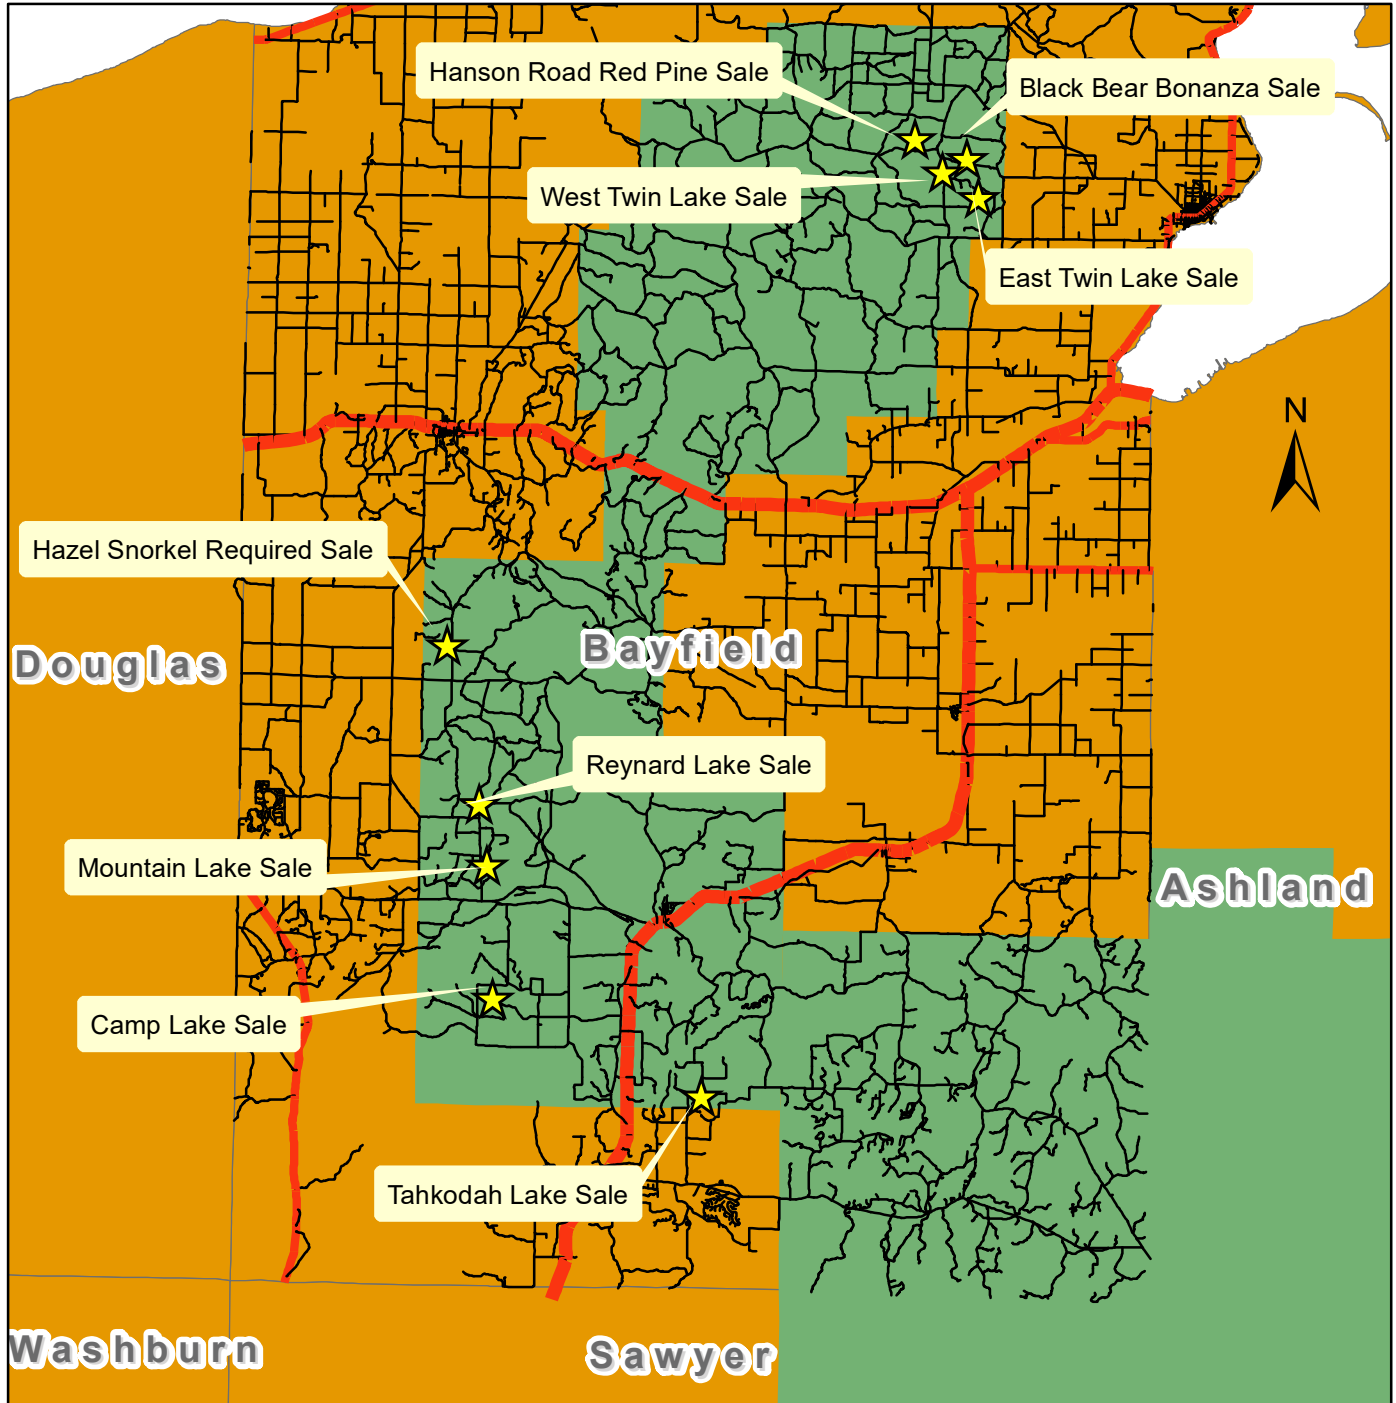 Hanson Road Red Pine Sale
Black Bear Bonanza Sale
West Twin Lake Sale
East Twin Lake Sale
N
Hazel Snorkel Required Sale
Douglas
Bayfield
Reynard Lake Sale
Mountain Lake Sale
Ashland
Camp Lake Sale
Tahkodah Lake Sale
Washburn
Sawyer